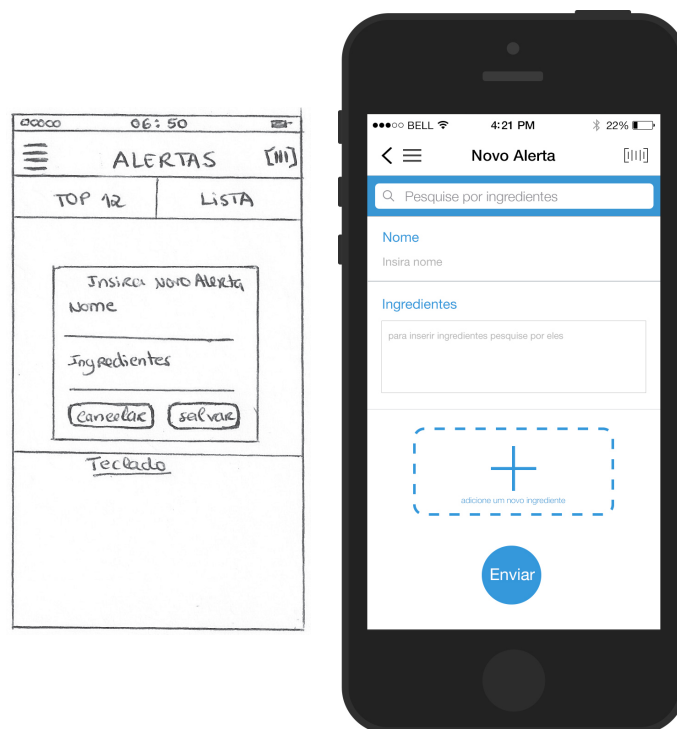 06:50
ALERTAS
TOP 12
LISTA
Insira novo Alerta
Nome
Ingredientes
cancelar
salvar
Teclado
BELL
4:21 PM
22%
Novo Alerta
Pesquise por ingredientes
Nome
Insira nome
Ingredientes
para inserir ingredientes pesquise por eles
adicione um novo ingrediente
Enviar